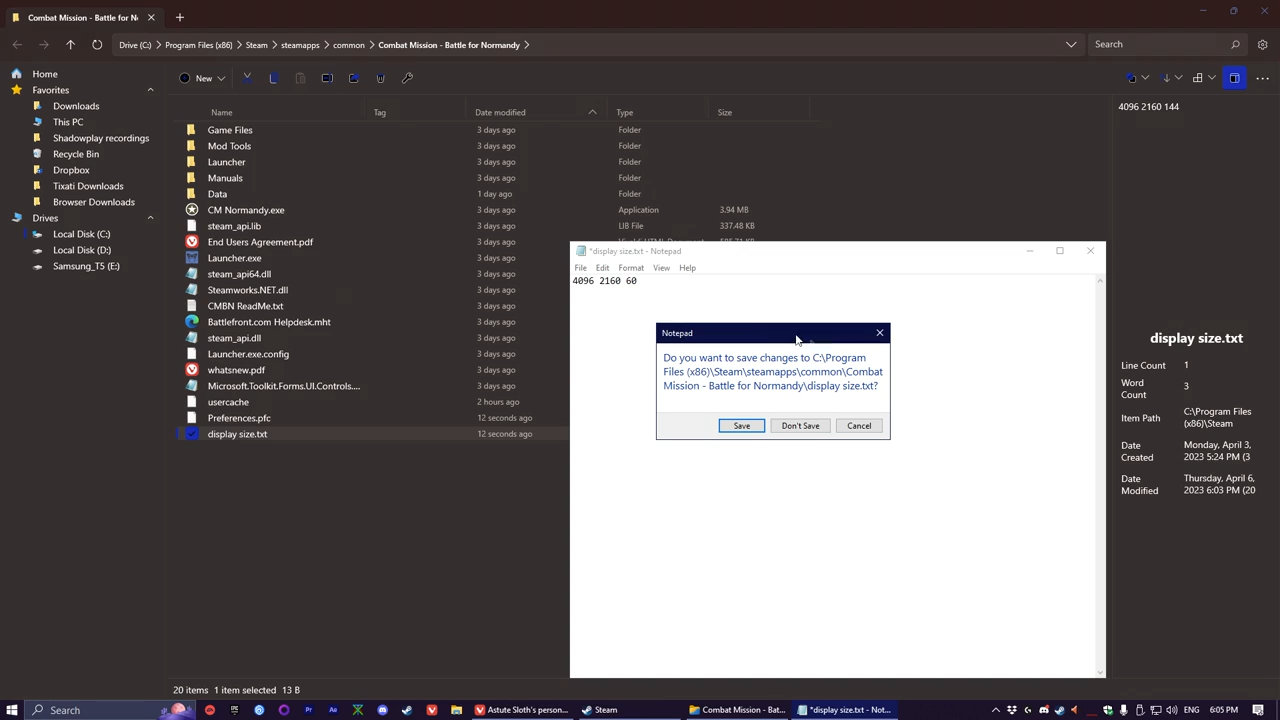 Combat Mission - Battle for N
Drive (C:) Program Files (x86) Steam steamapps common Combat Mission - Battle for Normandy
Search
New
Home
Favorites
Downloads
This PC
Shadowplay recordings
Recycle Bin
Dropbox
Tixati Downloads
Browser Downloads
Drives
Local Disk (C:)
Local Disk (D:)
Samsung_T5 (E:)
Name Tag Date modified Type Size
Game Files 3 days ago Folder
Mod Tools 3 days ago Folder
Launcher 3 days ago Folder
Manuals 3 days ago Folder
Data 1 day ago Folder
CM Normandy.exe 3 days ago Application 3.94 MB
steam_api.lib 3 days ago LIB File 337.48 KB
End Users Agreement.pdf 3 days ago
Launcher.exe 3 days ago
steam_api64.dll 3 days ago
Steamworks.NET.dll 3 days ago
CMBN ReadMe.txt 3 days ago
Battlefront.com Helpdesk.mht 3 days ago
steam_api.dll 3 days ago
Launcher.exe.config 3 days ago
whatsnew.pdf 3 days ago
Microsoft.Toolkit.Forms.UI.Controls.... 3 days ago
usercache 2 hours ago
Preferences.pfc 12 seconds ago
display size.txt 12 seconds ago
*display size.txt - Notepad
File Edit Format View Help
4096 2160 60
Notepad
Do you want to save changes to C:\Program
Files (x86)\Steam\steamapps\common\Combat
Mission - Battle for Normandy\display size.txt?
Save Don't Save Cancel
4096 2160 144
display size.txt
Line Count 1
Word
Count
3
Item Path C:\Program Files
(x86)\Steam
Date
Created
Monday, April 3,
2023 5:24 PM (3
Date
Modified
Thursday, April 6,
2023 6:03 PM (20
20 items 1 item selected 13 B
Search
Astute Sloth's person...
Steam
Combat Mission - Bat...
*display size.txt - Not...
ENG
6:05 PM